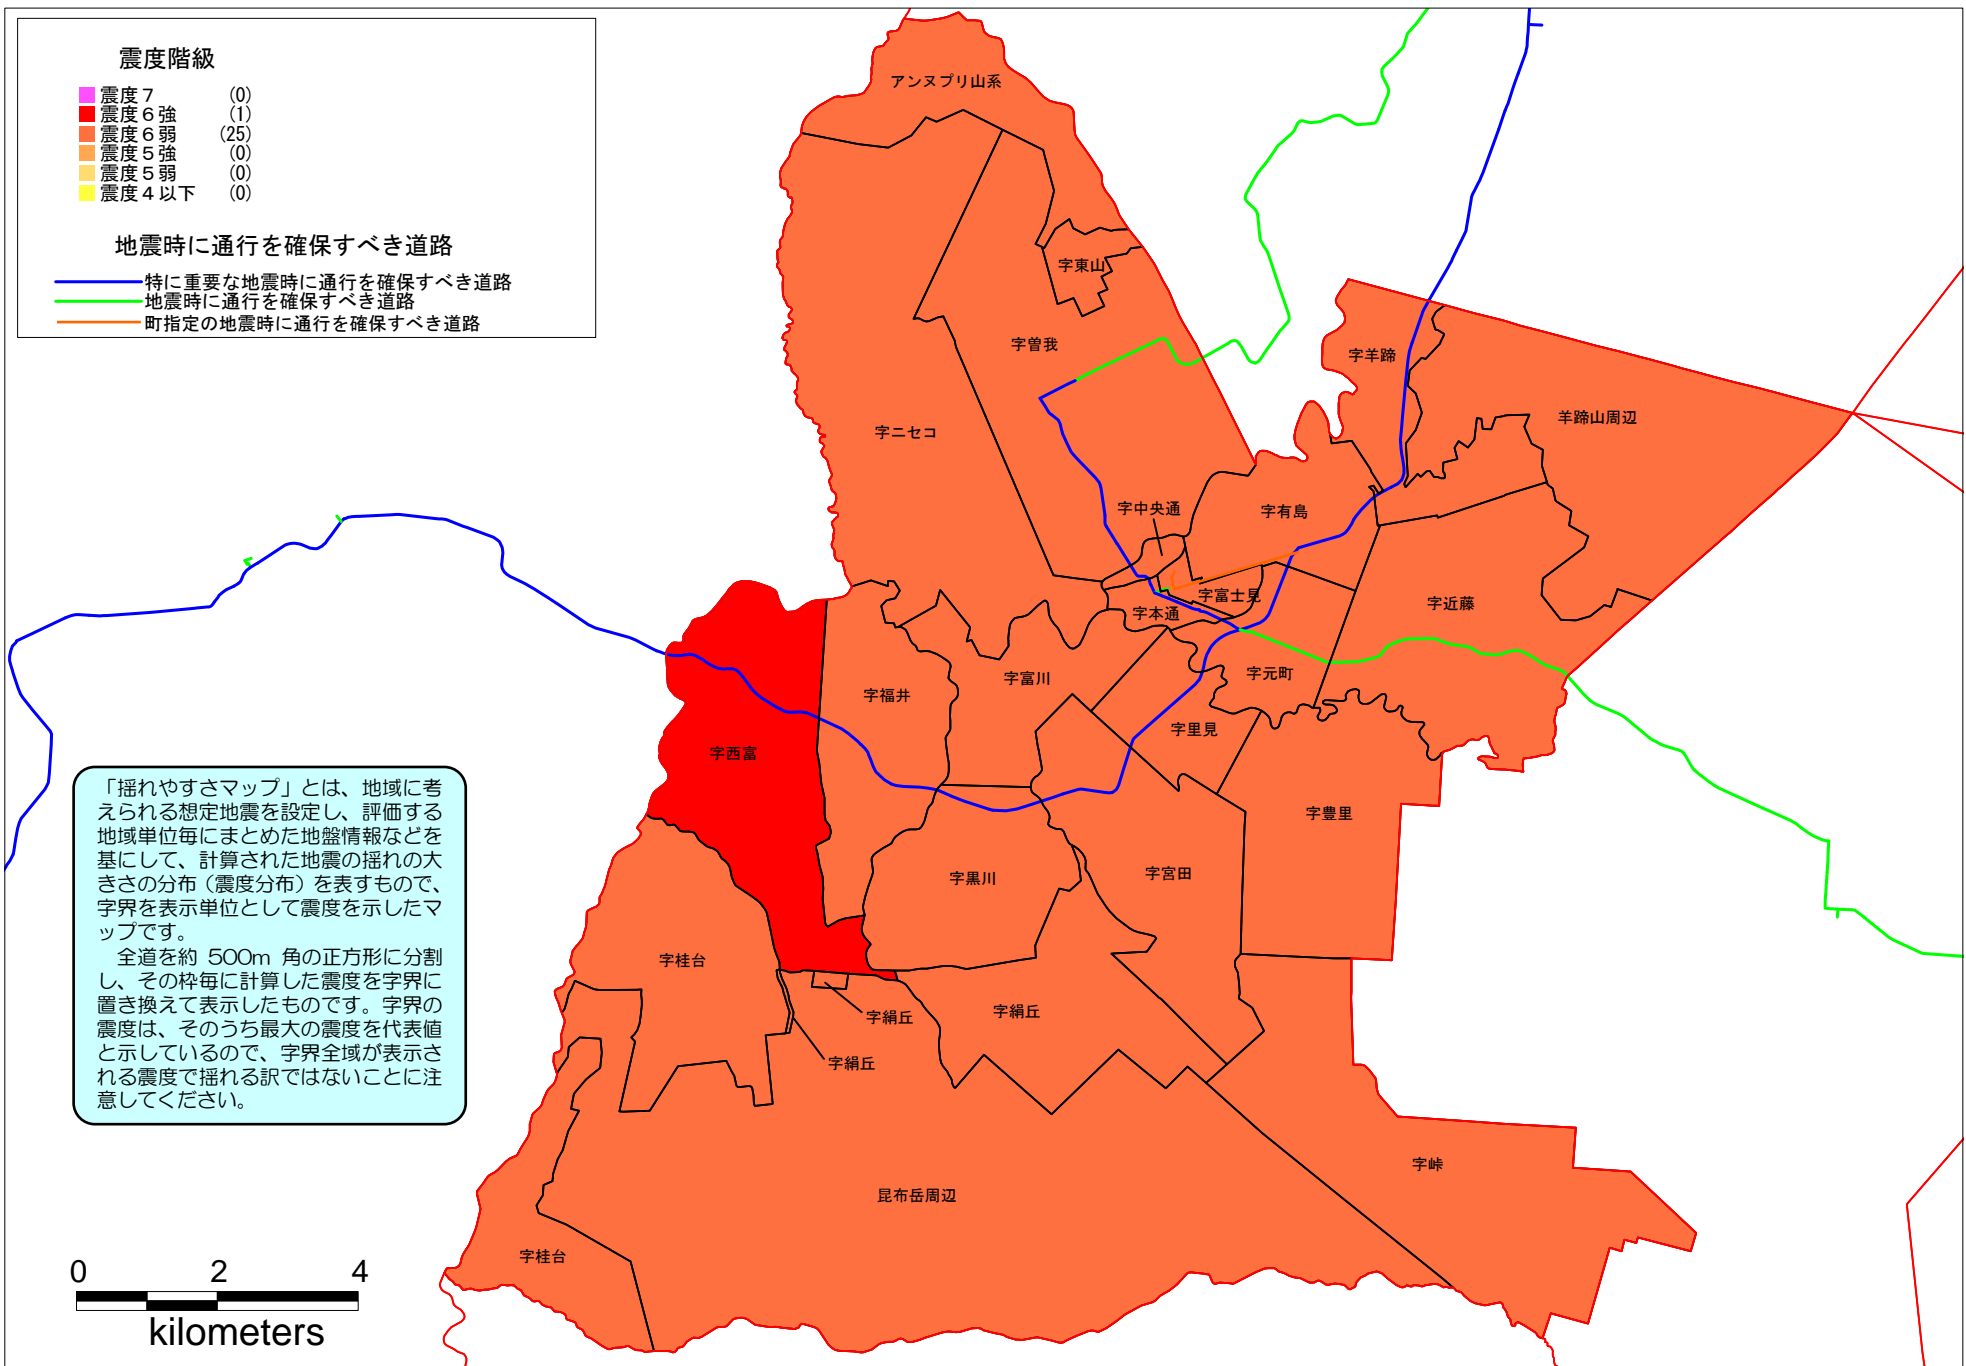 震度階級
震度７ (0)
震度６強 (1)
震度６弱 (25)
震度５強 (0)
震度５弱 (0)
震度４以下 (0)
地震時に通行を確保すべき道路
特に重要な地震時に通行を確保すべき道路
地震時に通行を確保すべき道路
町指定の地震時に通行を確保すべき道路
アンヌプリ山系
字東山
字曽我
字羊蹄
羊蹄山周辺
字ニセコ
字中央通
字有島
字富士見
字本通
字近藤
字富川
字元町
字福井
字里見
字西富
字豊里
字黒川
字宮田
字桂台
字絹丘
字絹丘
字絹丘
字峠
昆布岳周辺
字桂台
「揺れやすさマップ」とは、地域に考
えられる想定地震を設定し、評価する
地域単位毎にまとめた地盤情報などを
基にして、計算された地震の揺れの大
きさの分布（震度分布）を表すもので、
字界を表示単位として震度を示したマ
ップです。
全道を約 500m 角の正方形に分割
し、その枠毎に計算した震度を字界に
置き換えて表示したものです。字界の
震度は、そのうち最大の震度を代表値
と示しているので、字界全域が表示さ
れる震度で揺れる訳ではないことに注
意してください。
0 2 4
kilometers